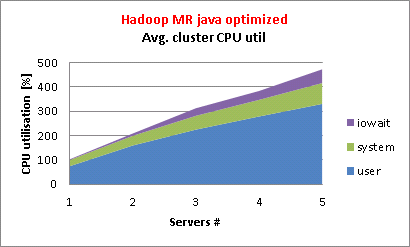 Hadoop MR java optimized
Avg. cluster CPU util
CPU utilisation [%]
500
400
300
200
100
0
1 2 3 4 5
Servers #
iowait
system
user